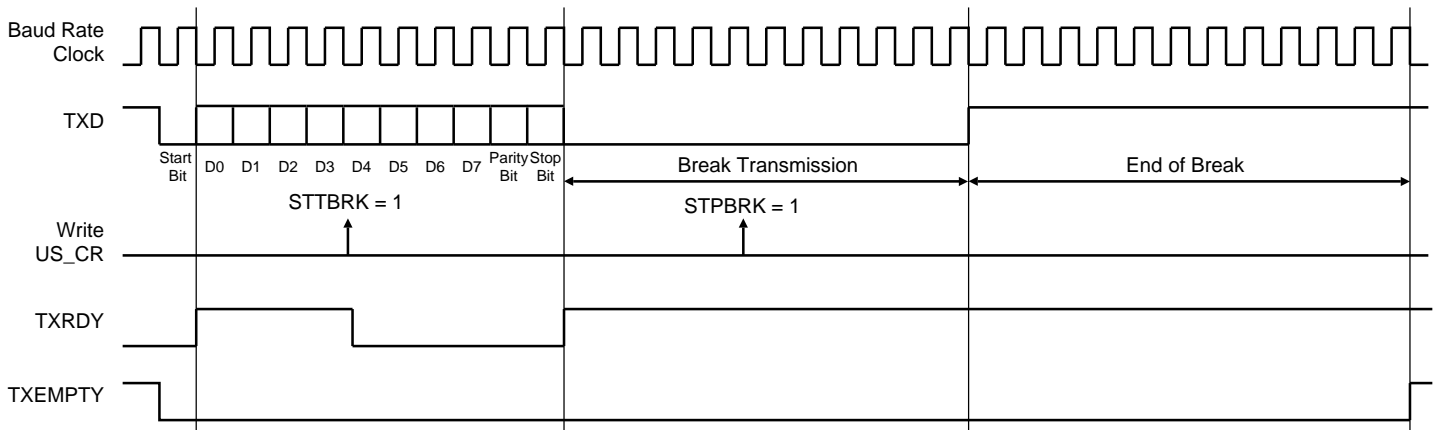 Baud Rate
Clock
TXD
Start
Bit
D0 D1 D2 D3 D4 D5 D6 D7
Parity
Bit
Stop
Bit
Break Transmission
End of Break
STTBRK = 1
STPBRK = 1
Write
US_CR
TXRDY
TXEMPTY